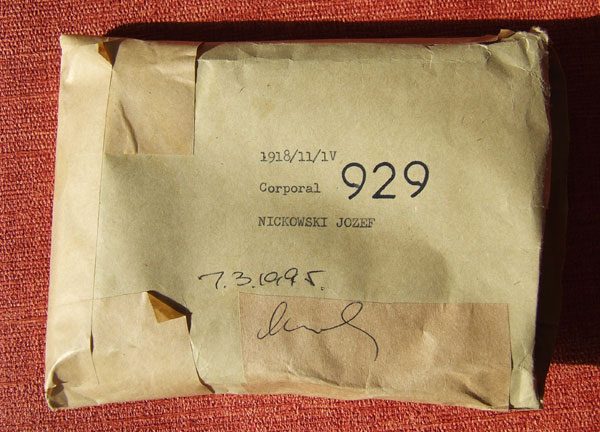 1918/11/1V
Corporal 929
NICKOWSKI JOZEF
7.3.1995.